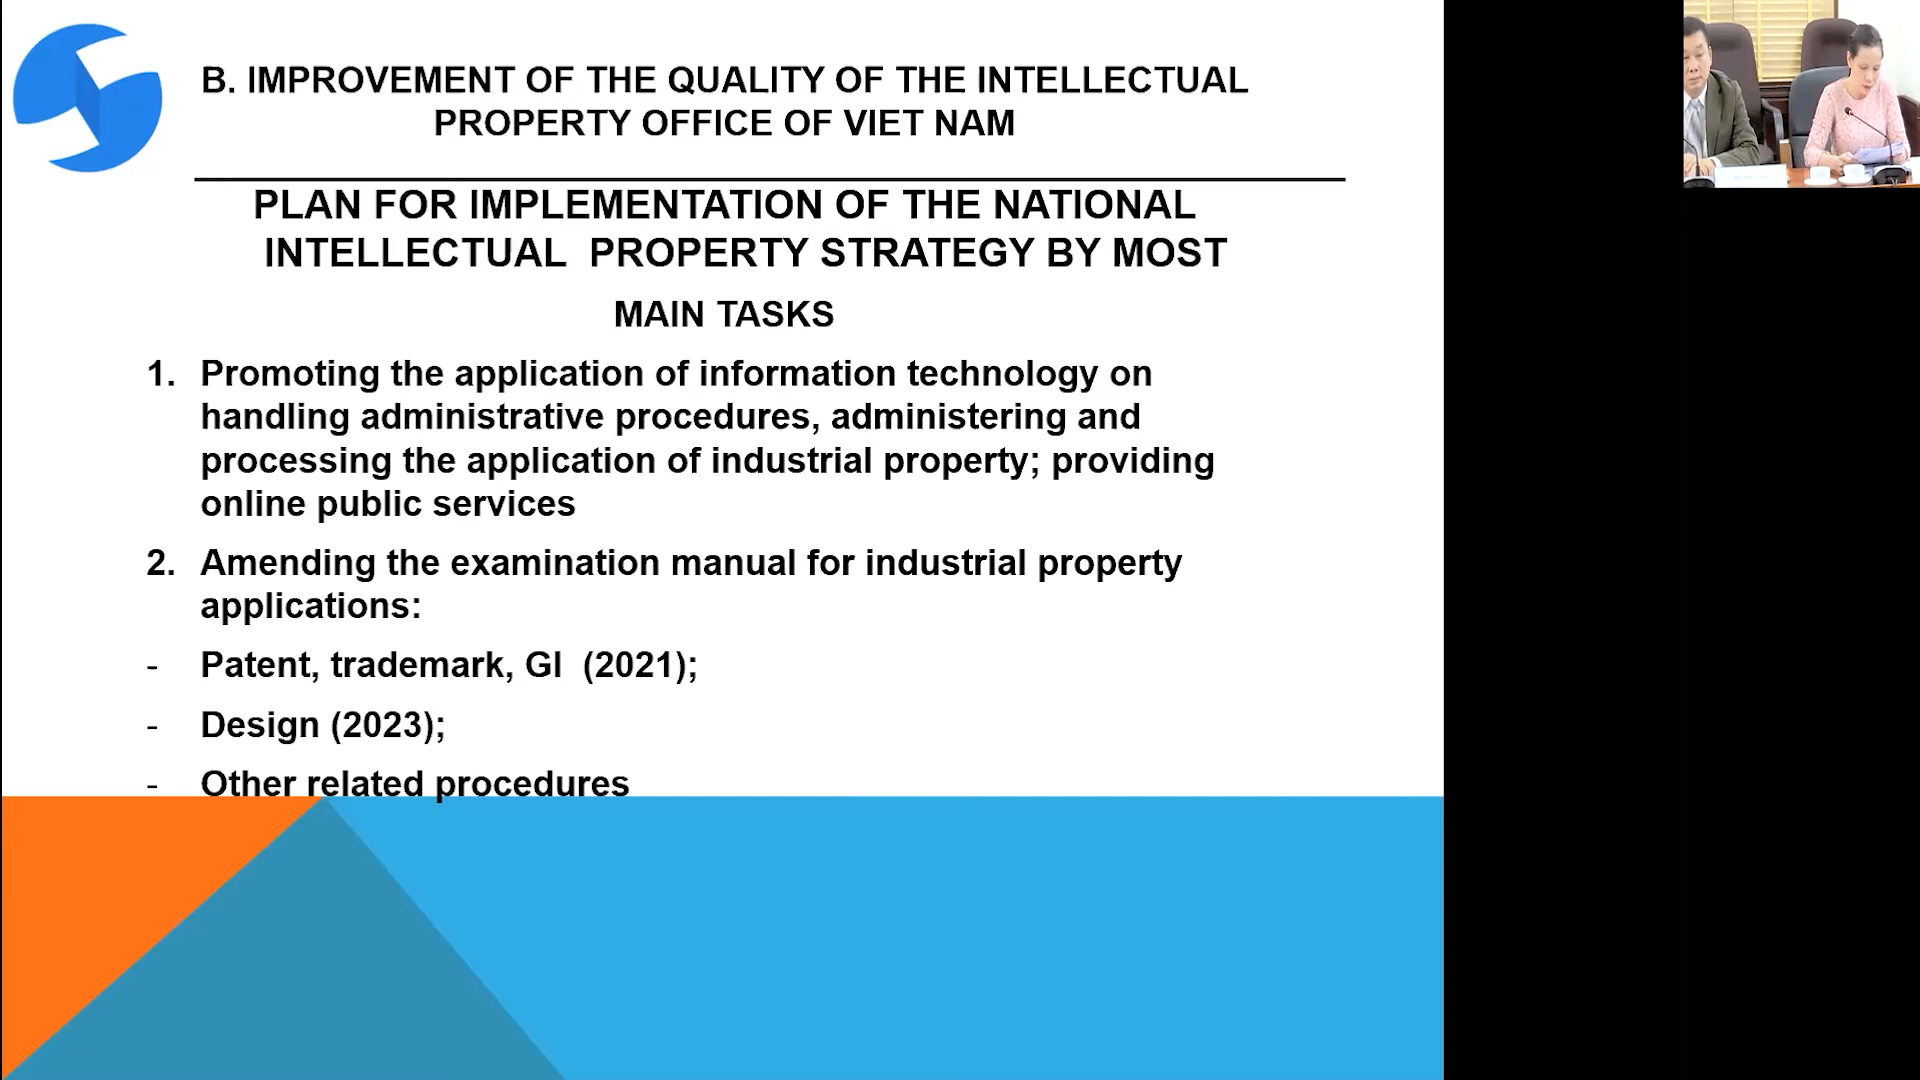 B. IMPROVEMENT OF THE QUALITY OF THE INTELLECTUAL
PROPERTY OFFICE OF VIET NAM
PLAN FOR IMPLEMENTATION OF THE NATIONAL
INTELLECTUAL  PROPERTY STRATEGY BY MOST
MAIN TASKS
1. Promoting the application of information technology on
handling administrative procedures, administering and
processing the application of industrial property; providing
online public services
2. Amending the examination manual for industrial property
applications:
- Patent, trademark, GI  (2021);
- Design (2023);
- Other related procedures